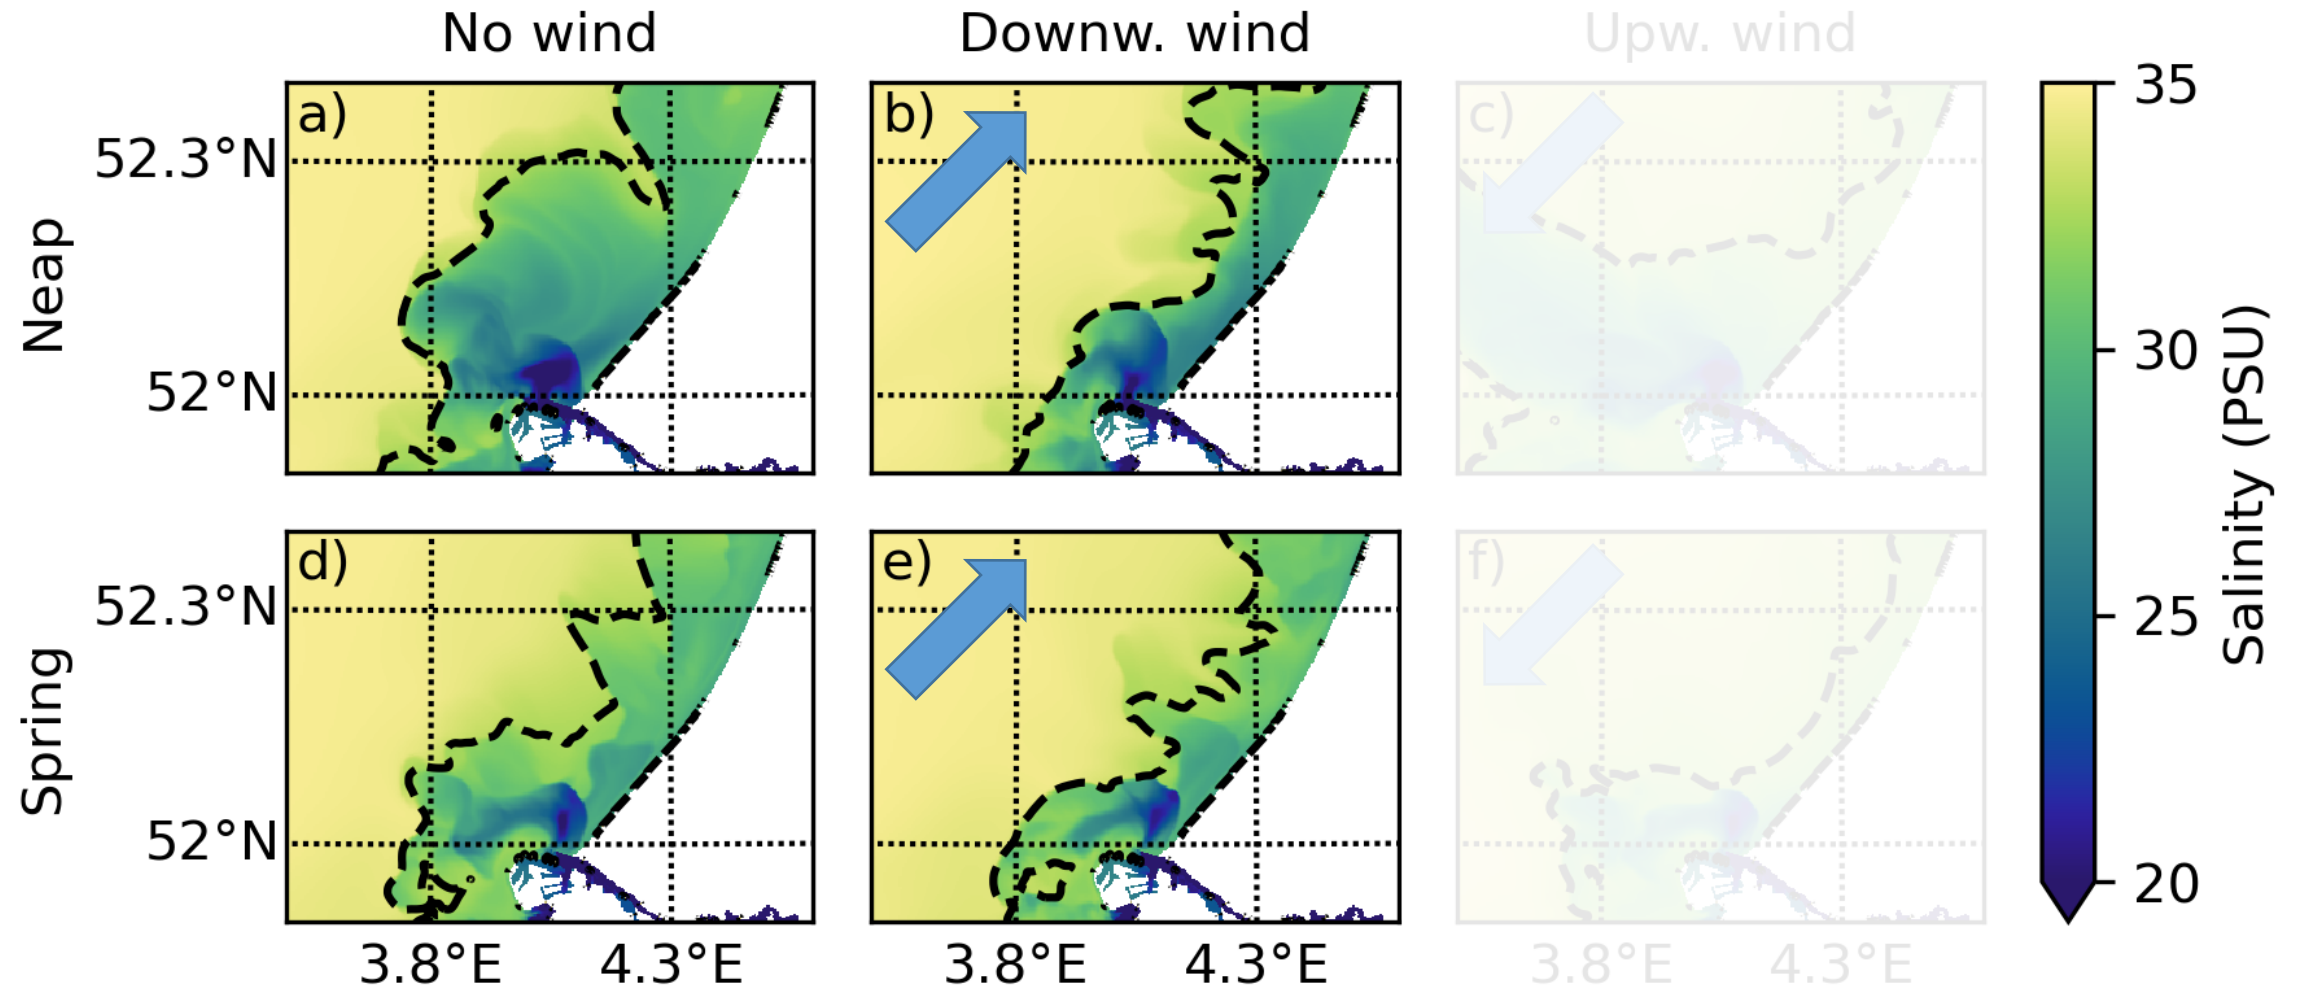 No wind Downw. wind Upw. wind
a) b) c)
52.3°N
Neap
52°N
d) e) f)
52.3°N
Spring
52°N
3.8°E 4.3°E 3.8°E 4.3°E 3.8°E 4.3°E
35
30
25
20
Salinity (PSU)